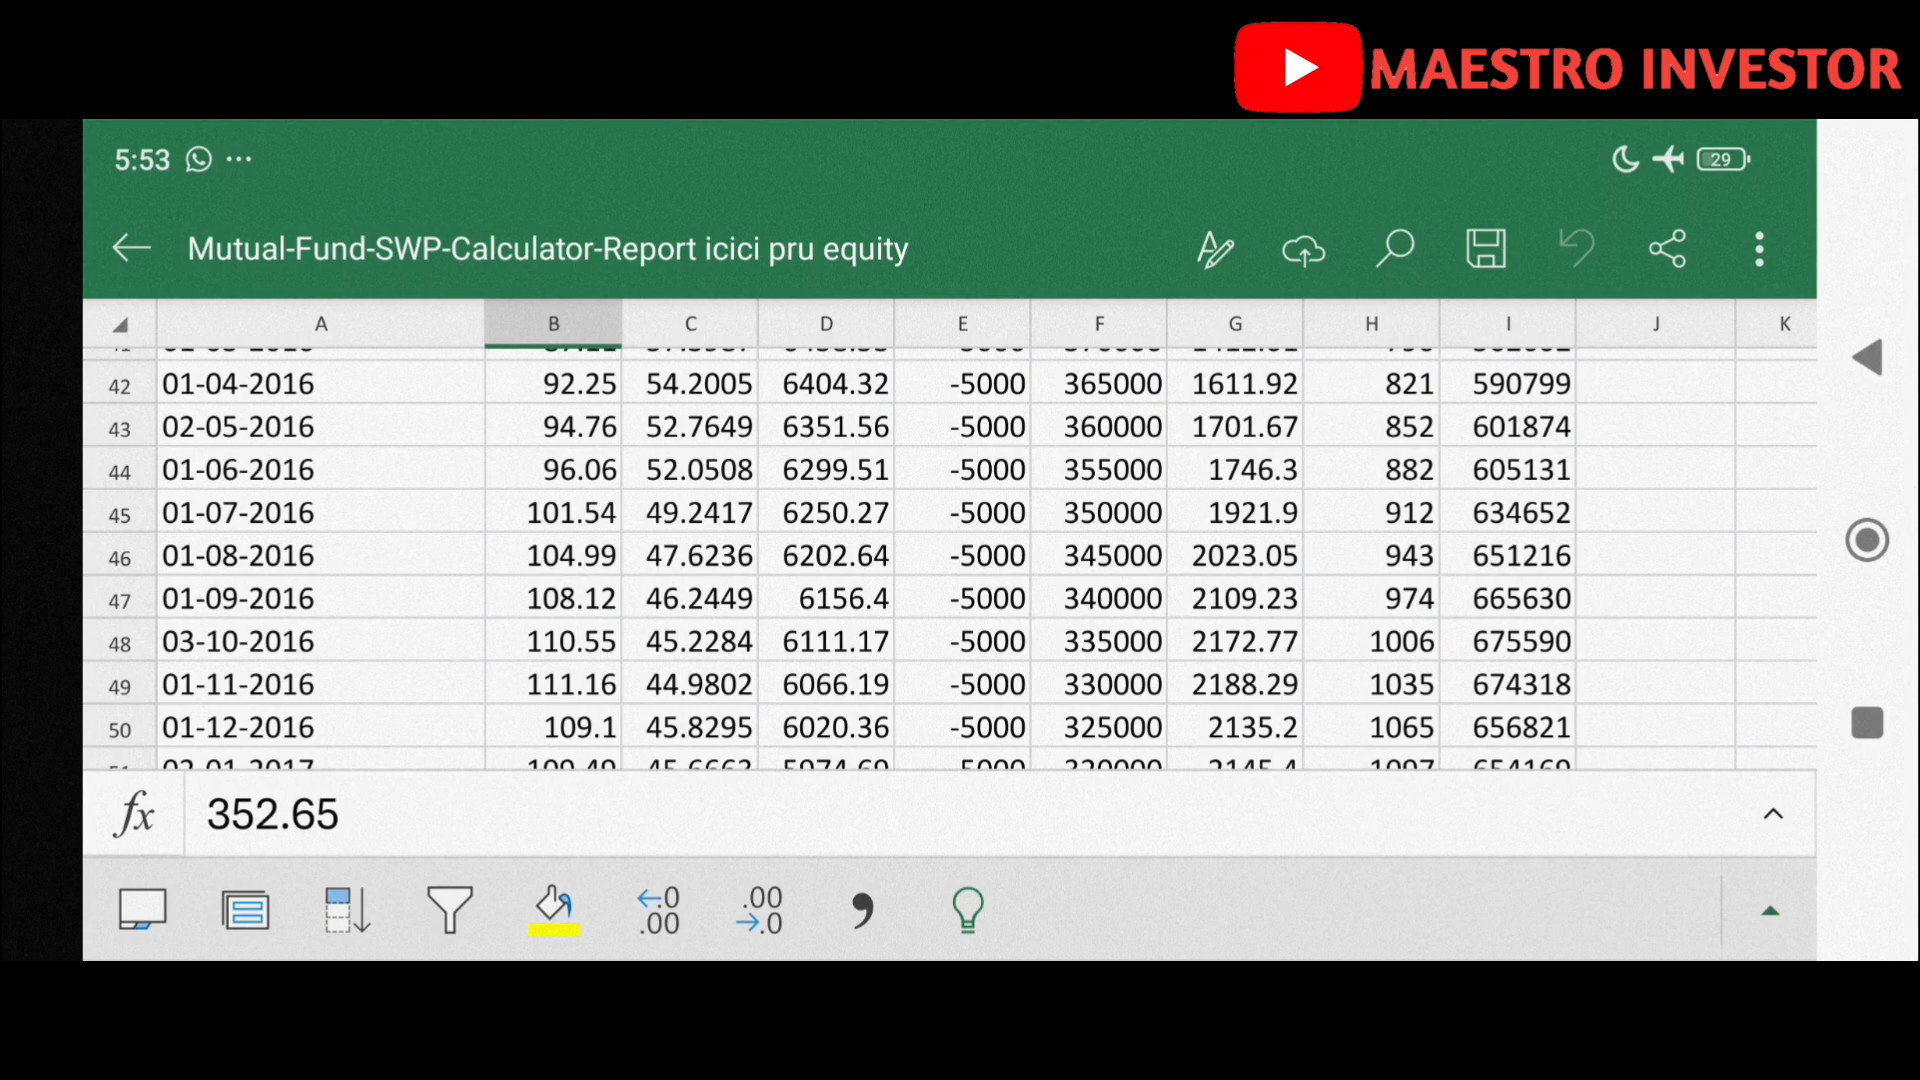 MAESTRO INVESTOR
5:53 29
Mutual-Fund-SWP-Calculator-Report icici pru equity
A B C D E F G H I J K
42 01-04-2016 92.25 54.2005 6404.32 -5000 365000 1611.92 821 590799
43 02-05-2016 94.76 52.7649 6351.56 -5000 360000 1701.67 852 601874
44 01-06-2016 96.06 52.0508 6299.51 -5000 355000 1746.3 882 605131
45 01-07-2016 101.54 49.2417 6250.27 -5000 350000 1921.9 912 634652
46 01-08-2016 104.99 47.6236 6202.64 -5000 345000 2023.05 943 651216
47 01-09-2016 108.12 46.2449 6156.4 -5000 340000 2109.23 974 665630
48 03-10-2016 110.55 45.2284 6111.17 -5000 335000 2172.77 1006 675590
49 01-11-2016 111.16 44.9802 6066.19 -5000 330000 2188.29 1035 674318
50 01-12-2016 109.1 45.8295 6020.36 -5000 325000 2135.2 1065 656821
fx 352.65
.0 .00 .00 .0